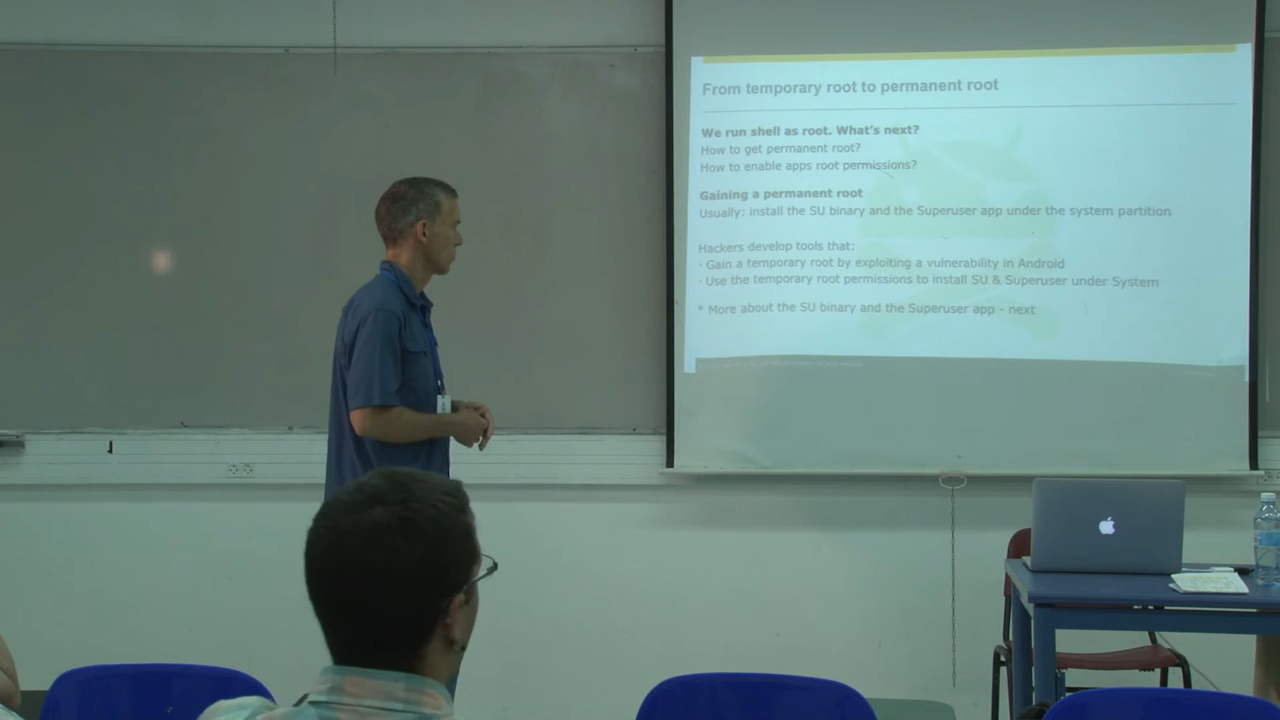 From temporary root to permanent root
We run shell as root. What's next?
How to get permanent root?
How to enable apps root permissions?
Gaining a permanent root
Usually: install the SU binary and the Superuser app under the system partition
Hackers develop tools that:
· Gain a temporary root by exploiting a vulnerability in Android
· Use the temporary root permissions to install SU & Superuser under System
* More about the SU binary and the Superuser app - next